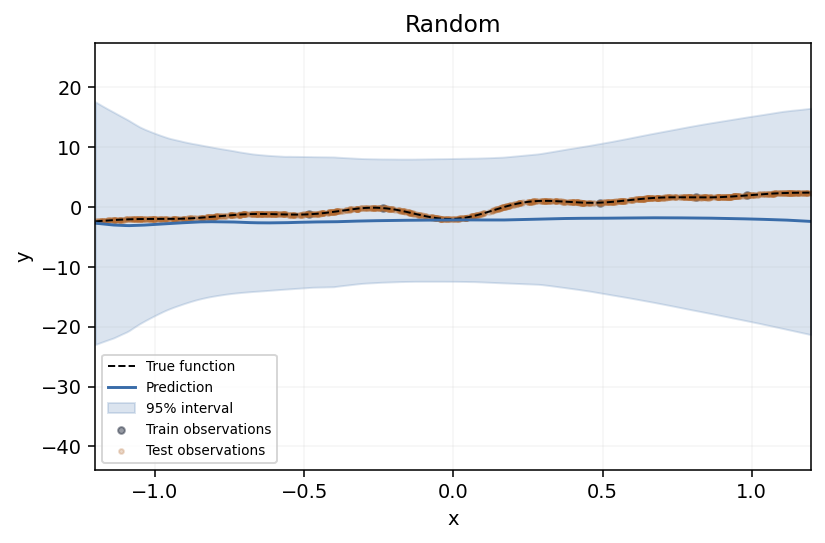 Random
20
10
0
−10
−20
−30
−40
y
True function
Prediction
95% interval
Train observations
Test observations
−1.0 −0.5 0.0 0.5 1.0
x